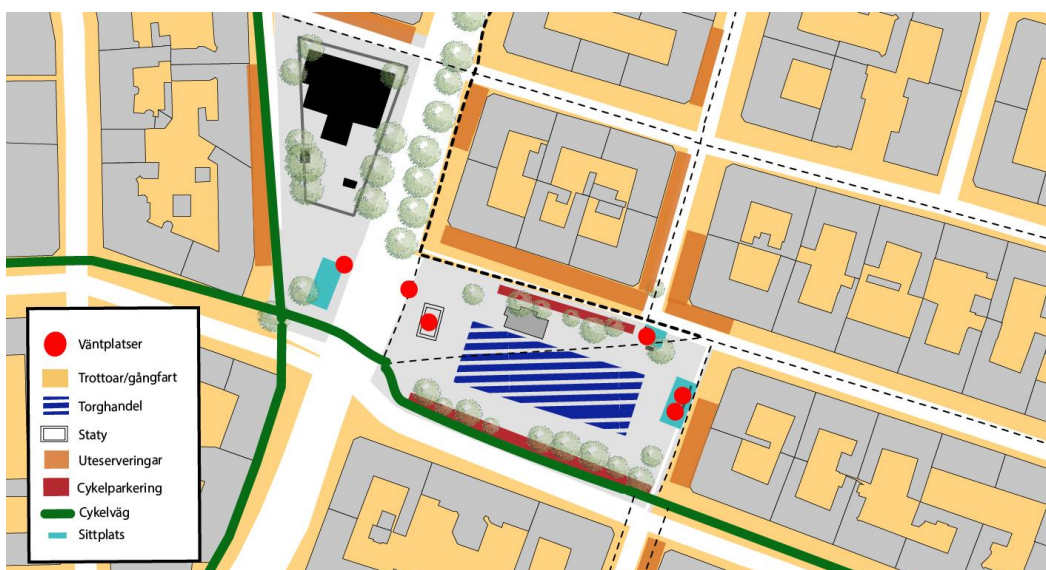 Väntplatser
Trottoar/gångfart
Torghandel
Staty
Uteserveringar
Cykelparkering
Cykelväg
Sittplats